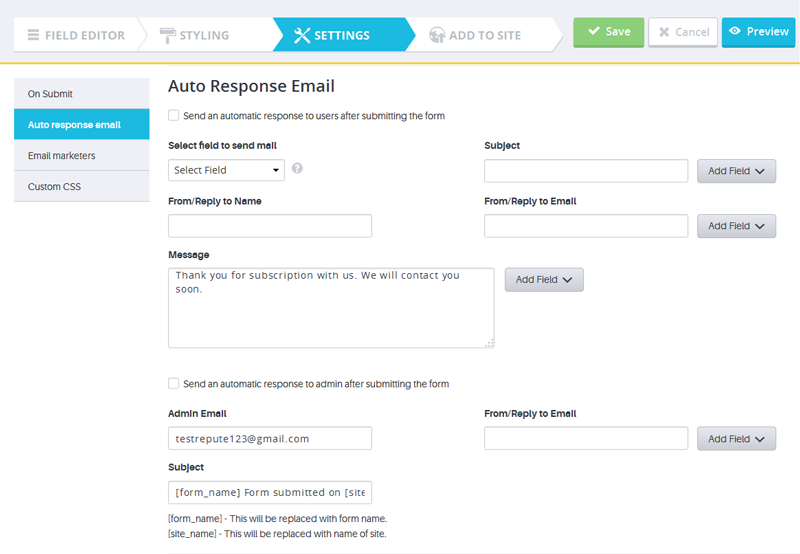 FIELD EDITOR
STYLING
SETTINGS
ADD TO SITE
Save
Cancel
Preview
On Submit
Auto response email
Email marketers
Custom CSS
Auto Response Email
Send an automatic response to users after submitting the form
Select field to send mail
Subject
Select Field
?
Add Field
From/Reply to Name
From/Reply to Email
Add Field
Message
Thank you for subscription with us. We will contact you
soon.
Add Field
Send an automatic response to admin after submitting the form
Admin Email
From/Reply to Email
testrepute123@gmail.com
Add Field
Subject
[form_name] Form submitted on [site
[form_name] - This will be replaced with form name.
[site_name] - This will be replaced with name of site.